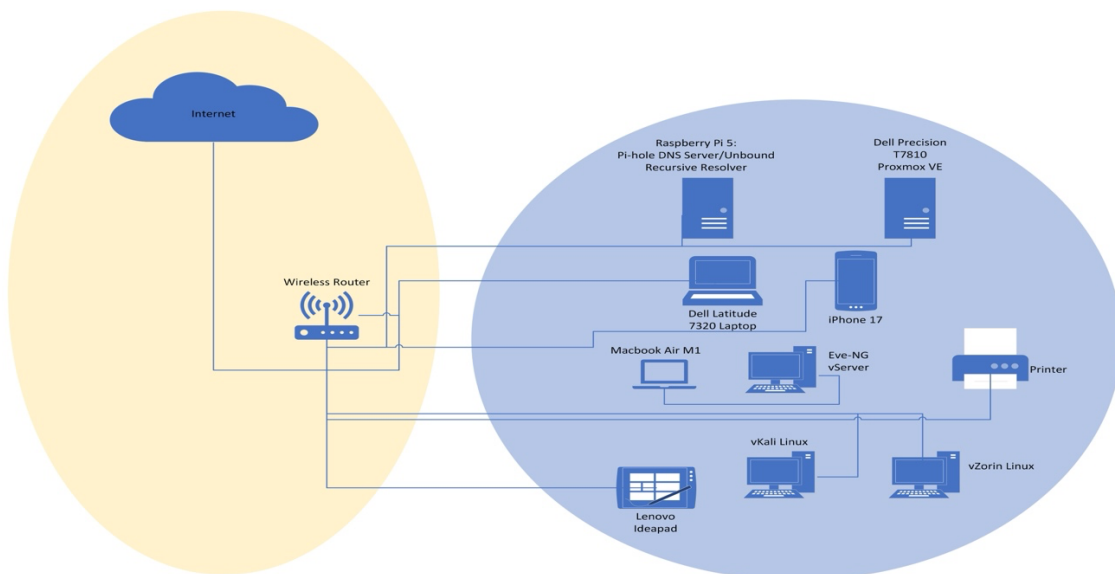 Internet
Raspberry Pi 5:
Pi-hole DNS Server/Unbound
Recursive Resolver
Dell Precision
T7810
Proxmox VE
Wireless Router
Dell Latitude
7320 Laptop
iPhone 17
Macbook Air M1
Eve-NG
vServer
Printer
vKali Linux
vZorin Linux
Lenovo
Ideapad